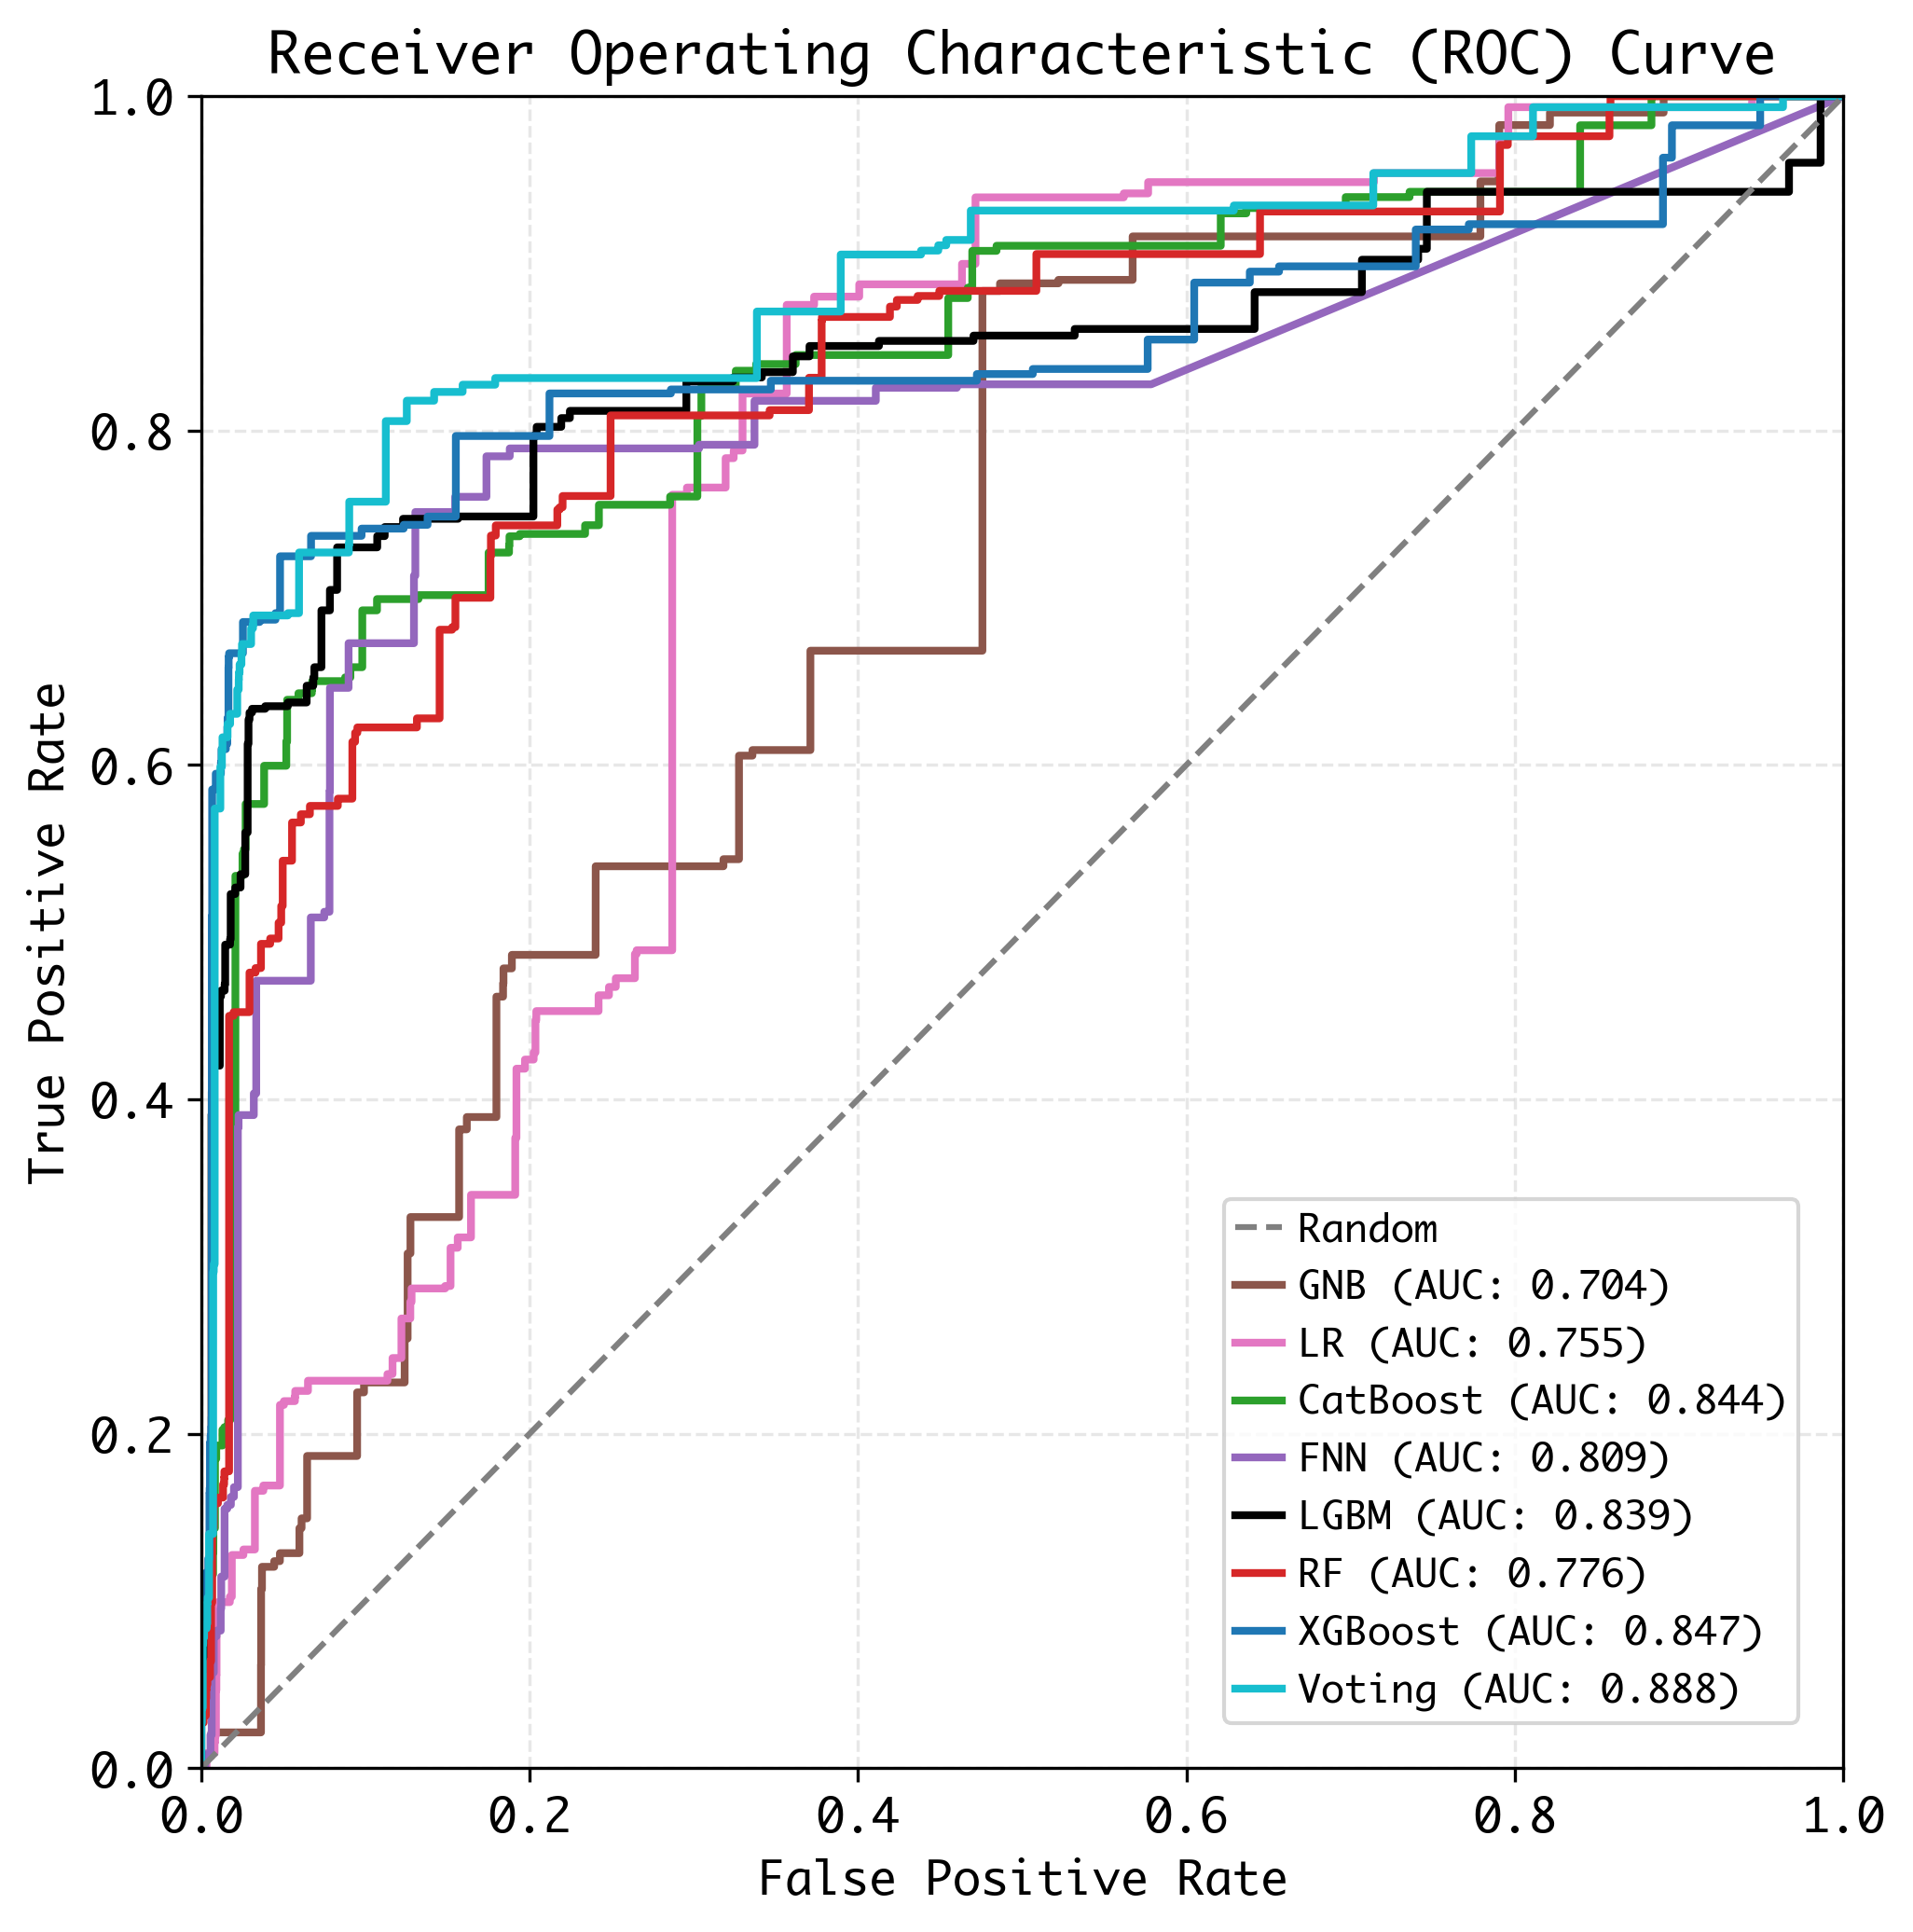 Receiver Operating Characteristic (ROC) Curve
1.0
0.8
0.6
0.4
0.2
0.0
True Positive Rate
0.0 0.2 0.4 0.6 0.8 1.0
False Positive Rate
Random
GNB (AUC: 0.704)
LR (AUC: 0.755)
CatBoost (AUC: 0.844)
FNN (AUC: 0.809)
LGBM (AUC: 0.839)
RF (AUC: 0.776)
XGBoost (AUC: 0.847)
Voting (AUC: 0.888)